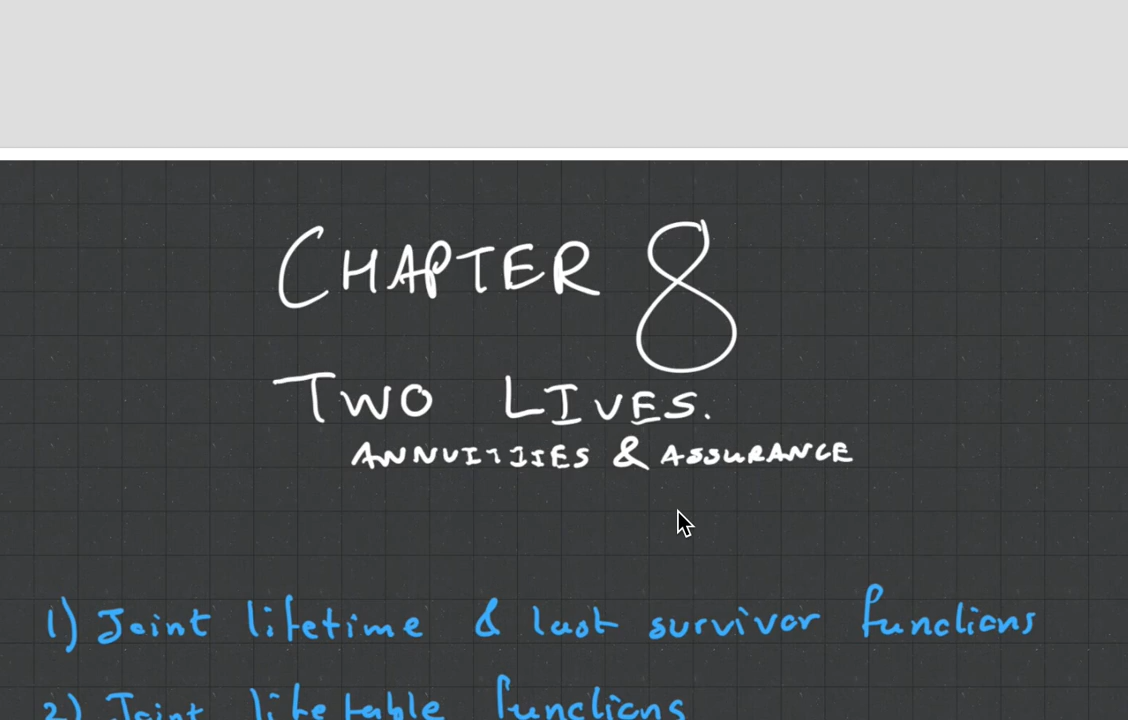 CHAPTER 8
TWO LIVES.
ANNUITIES & ASSURANCE
1) Joint lifetime & last survivor functions
2) Joint life table functions